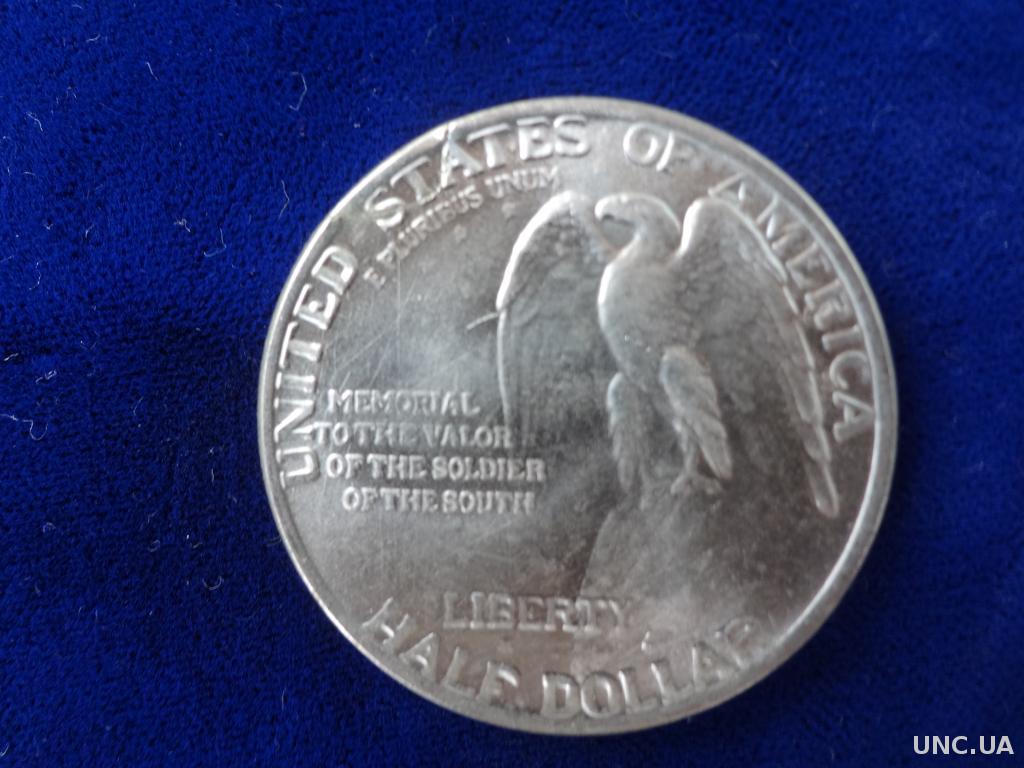 UNITED STATES OF AMERICA
E PLURIBUS UNUM
MEMORIAL
TO THE VALOR
OF THE SOLDIER
OF THE SOUTH
LIBERTY
HALF DOLLAR
UNC.UA